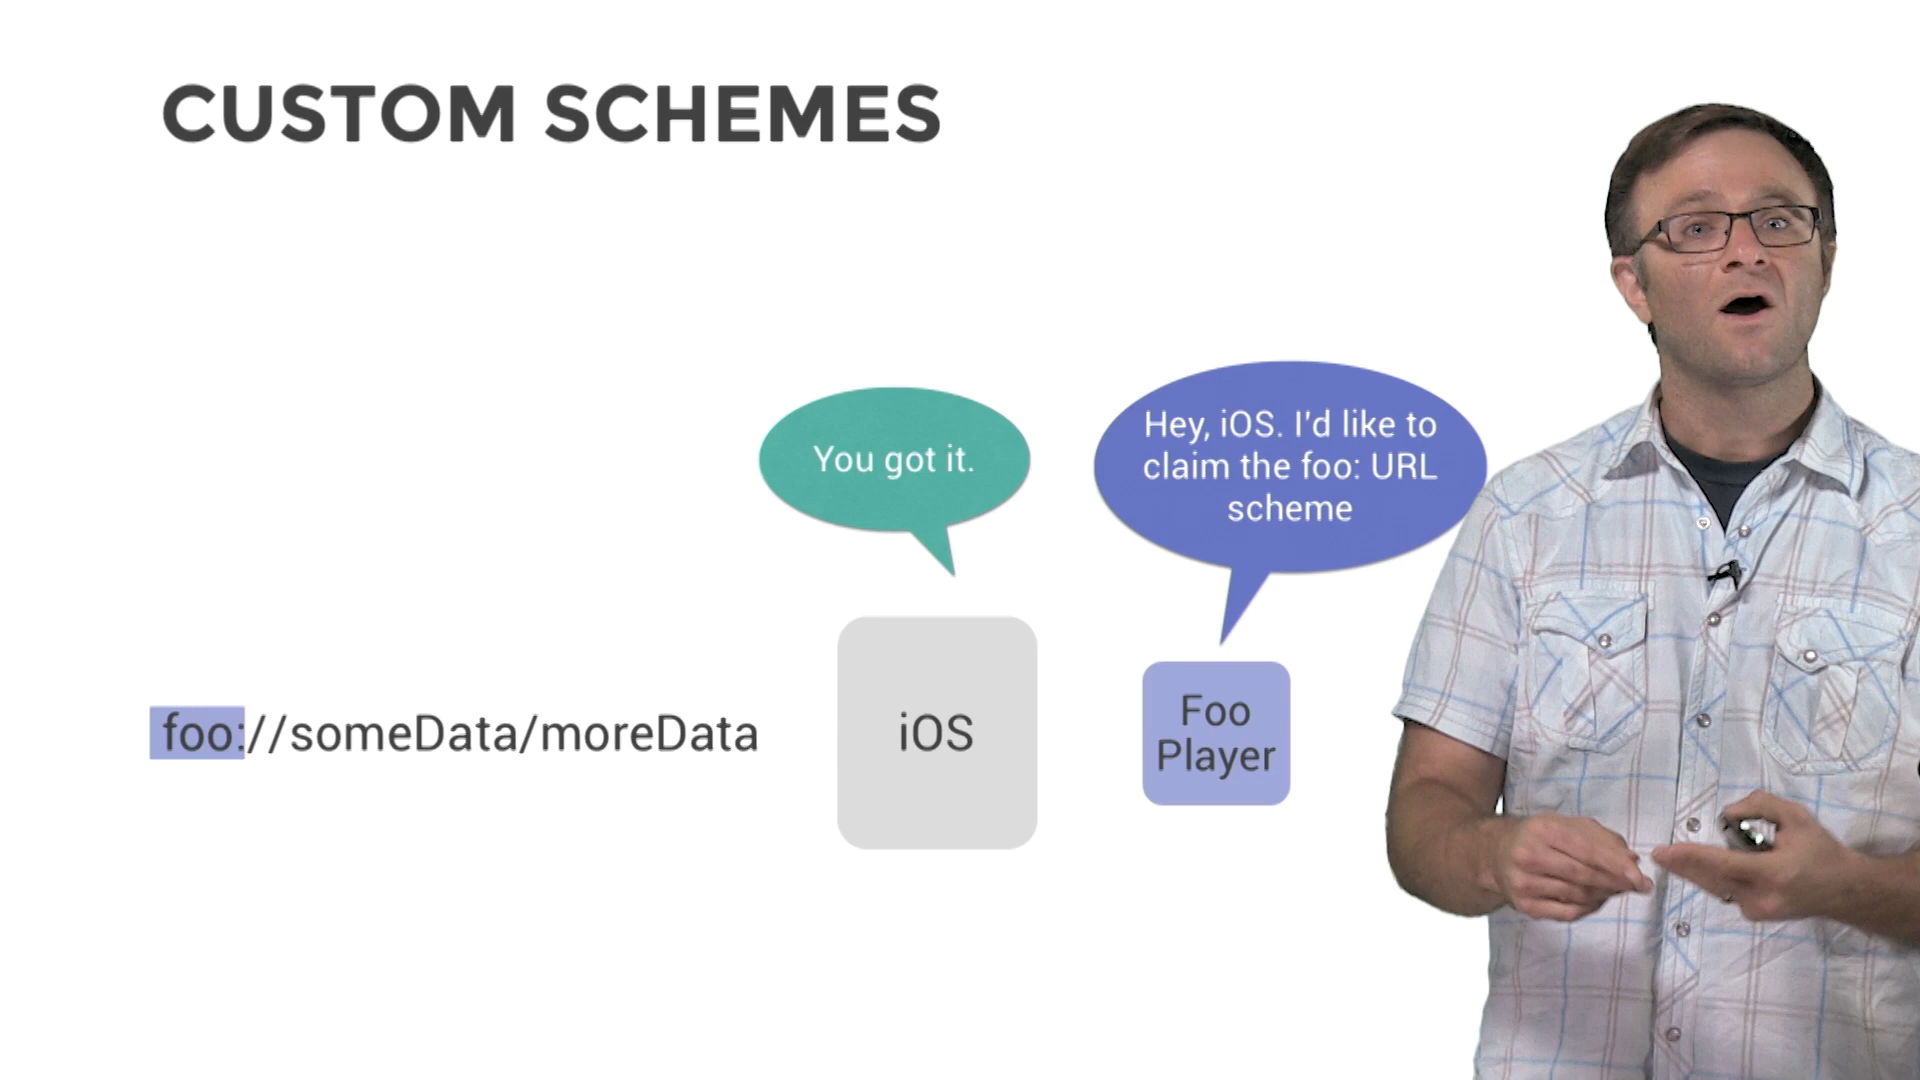 CUSTOM SCHEMES
You got it.
Hey, iOS. I'd like to
claim the foo: URL
scheme
foo://someData/moreData
iOS
Foo
Player